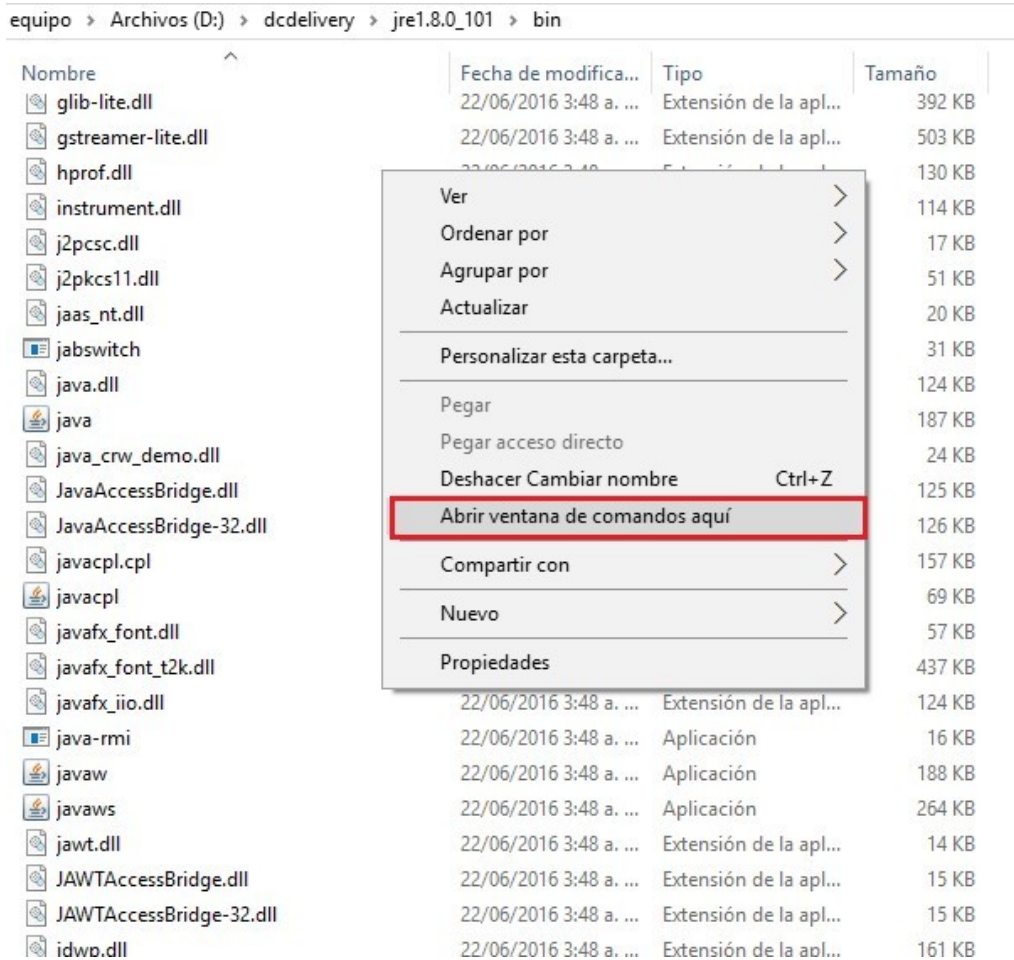 equipo > Archivos (D:) > dcdelivery > jre1.8.0_101 > bin
Nombre Fecha de modifica... Tipo Tamaño
glib-lite.dll 22/06/2016 3:48 a. ... Extensión de la apl... 392 KB
gstreamer-lite.dll 22/06/2016 3:48 a. ... Extensión de la apl... 503 KB
hprof.dll 130 KB
Ver
instrument.dll 114 KB
Ordenar por
j2pcsc.dll 17 KB
Agrupar por
j2pkcs11.dll 51 KB
Actualizar
jaas_nt.dll 20 KB
jabswitch 31 KB
Personalizar esta carpeta...
java.dll 124 KB
Pegar
java 187 KB
Pegar acceso directo
java_crw_demo.dll 24 KB
Deshacer Cambiar nombre Ctrl+Z
JavaAccessBridge.dll 125 KB
Abrir ventana de comandos aquí
JavaAccessBridge-32.dll 126 KB
javacpl.cpl 157 KB
Compartir con
javacpl 69 KB
Nuevo
javafx_font.dll 57 KB
Propiedades
javafx_font_t2k.dll 437 KB
javafx_iio.dll 22/06/2016 3:48 a. ... Extensión de la apl... 124 KB
java-rmi 22/06/2016 3:48 a. ... Aplicación 16 KB
javaw 22/06/2016 3:48 a. ... Aplicación 188 KB
javaws 22/06/2016 3:48 a. ... Aplicación 264 KB
jawt.dll 22/06/2016 3:48 a. ... Extensión de la apl... 14 KB
JAWTAccessBridge.dll 22/06/2016 3:48 a. ... Extensión de la apl... 15 KB
JAWTAccessBridge-32.dll 22/06/2016 3:48 a. ... Extensión de la apl... 15 KB
jdwp.dll 22/06/2016 3:48 a. ... Extensión de la apl... 161 KB